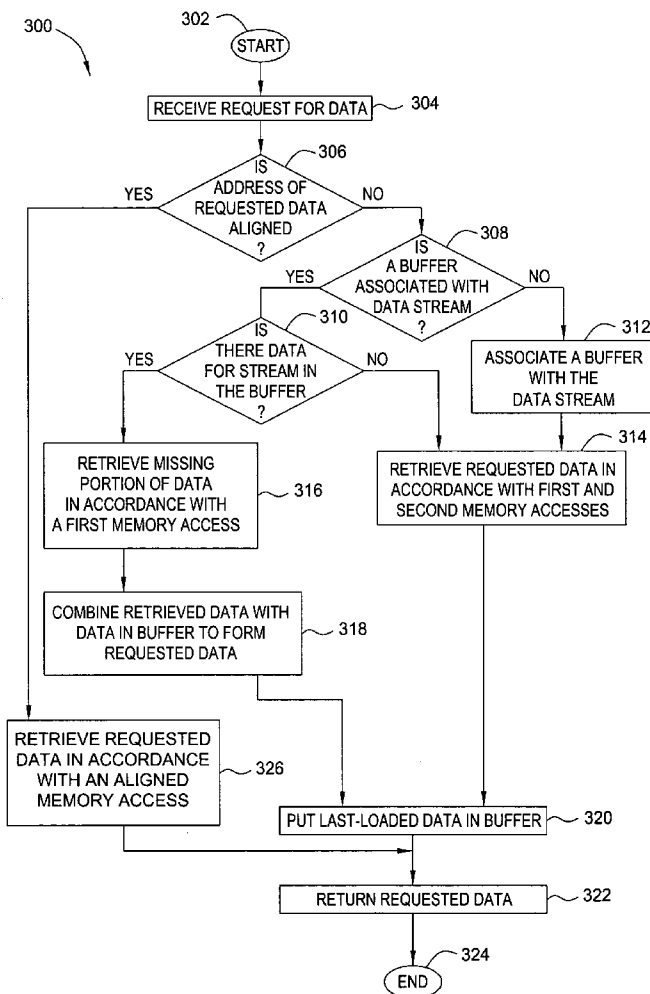 300
302
START
RECEIVE REQUEST FOR DATA
304
306
IS
ADDRESS OF
REQUESTED DATA
ALIGNED
?
YES
NO
308
IS
A BUFFER
ASSOCIATED WITH
DATA STREAM
?
YES
NO
310
IS
THERE DATA
FOR STREAM IN
THE BUFFER
?
YES
NO
312
ASSOCIATE A BUFFER
WITH THE
DATA STREAM
314
RETRIEVE REQUESTED DATA IN
ACCORDANCE WITH FIRST AND
SECOND MEMORY ACCESSES
RETRIEVE MISSING
PORTION OF DATA
IN ACCORDANCE WITH
A FIRST MEMORY ACCESS
316
COMBINE RETRIEVED DATA WITH
DATA IN BUFFER TO FORM
REQUESTED DATA
318
RETRIEVE REQUESTED
DATA IN ACCORDANCE
WITH AN ALIGNED
MEMORY ACCESS
326
PUT LAST-LOADED DATA IN BUFFER
320
RETURN REQUESTED DATA
322
324
END